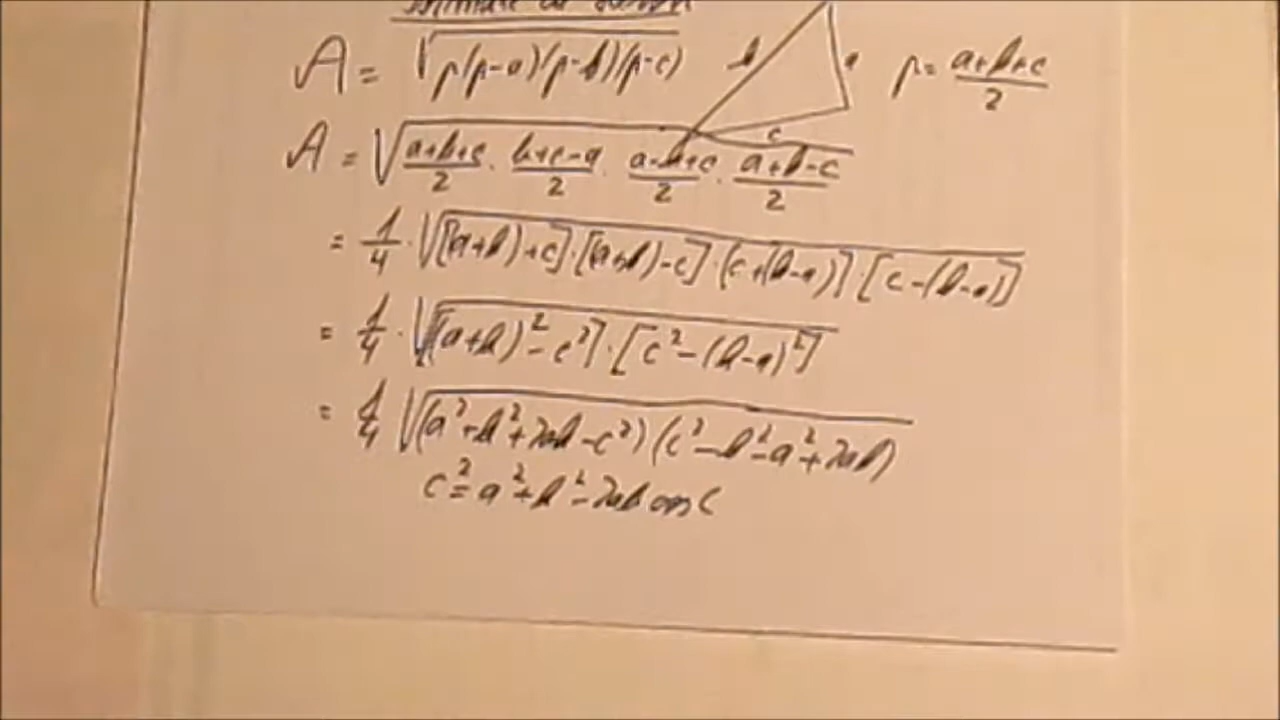 A = √p(p-a)(p-b)(p-c) b a c p = (a+b+c)/2
A = √(a+b+c)/2 · (b+c-a)/2 · (a-b+c)/2 · (a+b-c)/2
= 1/4 · √[(a+b)+c]·[(a+b)-c]·[c+(b-a)]·[c-(b-a)]
= 1/4 · √[(a+b)²-c²]·[c²-(b-a)²]
= 1/4 √(a²+b²+2ab-c²)(c²-b²-a²+2ab)
c² = a²+b²-2ab cos C